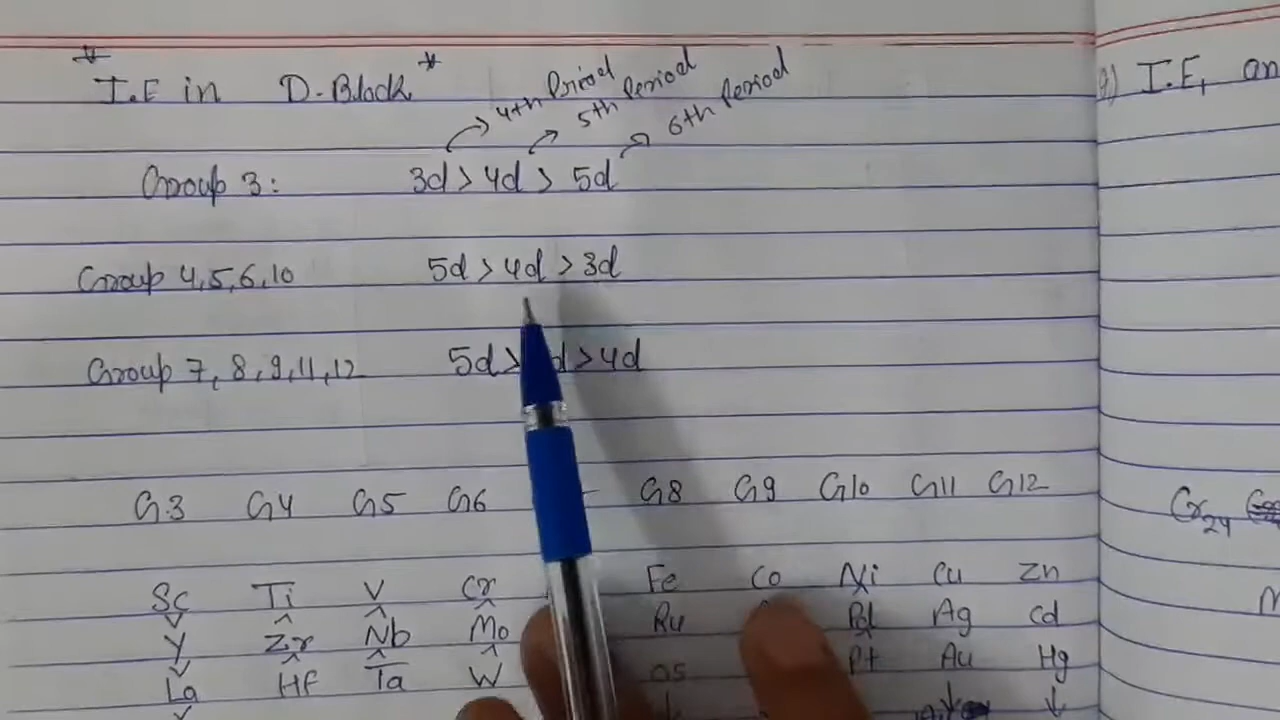 I.E in D-Block
4th Priod
5th Period
6th Period
Group 3: 3d > 4d > 5d
Group 4,5,6,10 5d > 4d > 3d
Group 7, 8, 9, 11, 12 5d > d > 4d
G3 G4 G5 G6 G8 G9 G10 G11 G12
Sc Ti V Cr Fe Co Ni Cu Zn
Y Zr Nb Mo Ru Pd Ag Cd
La Hf Ta W Os Pt Au Hg
I.E, an
Cr24